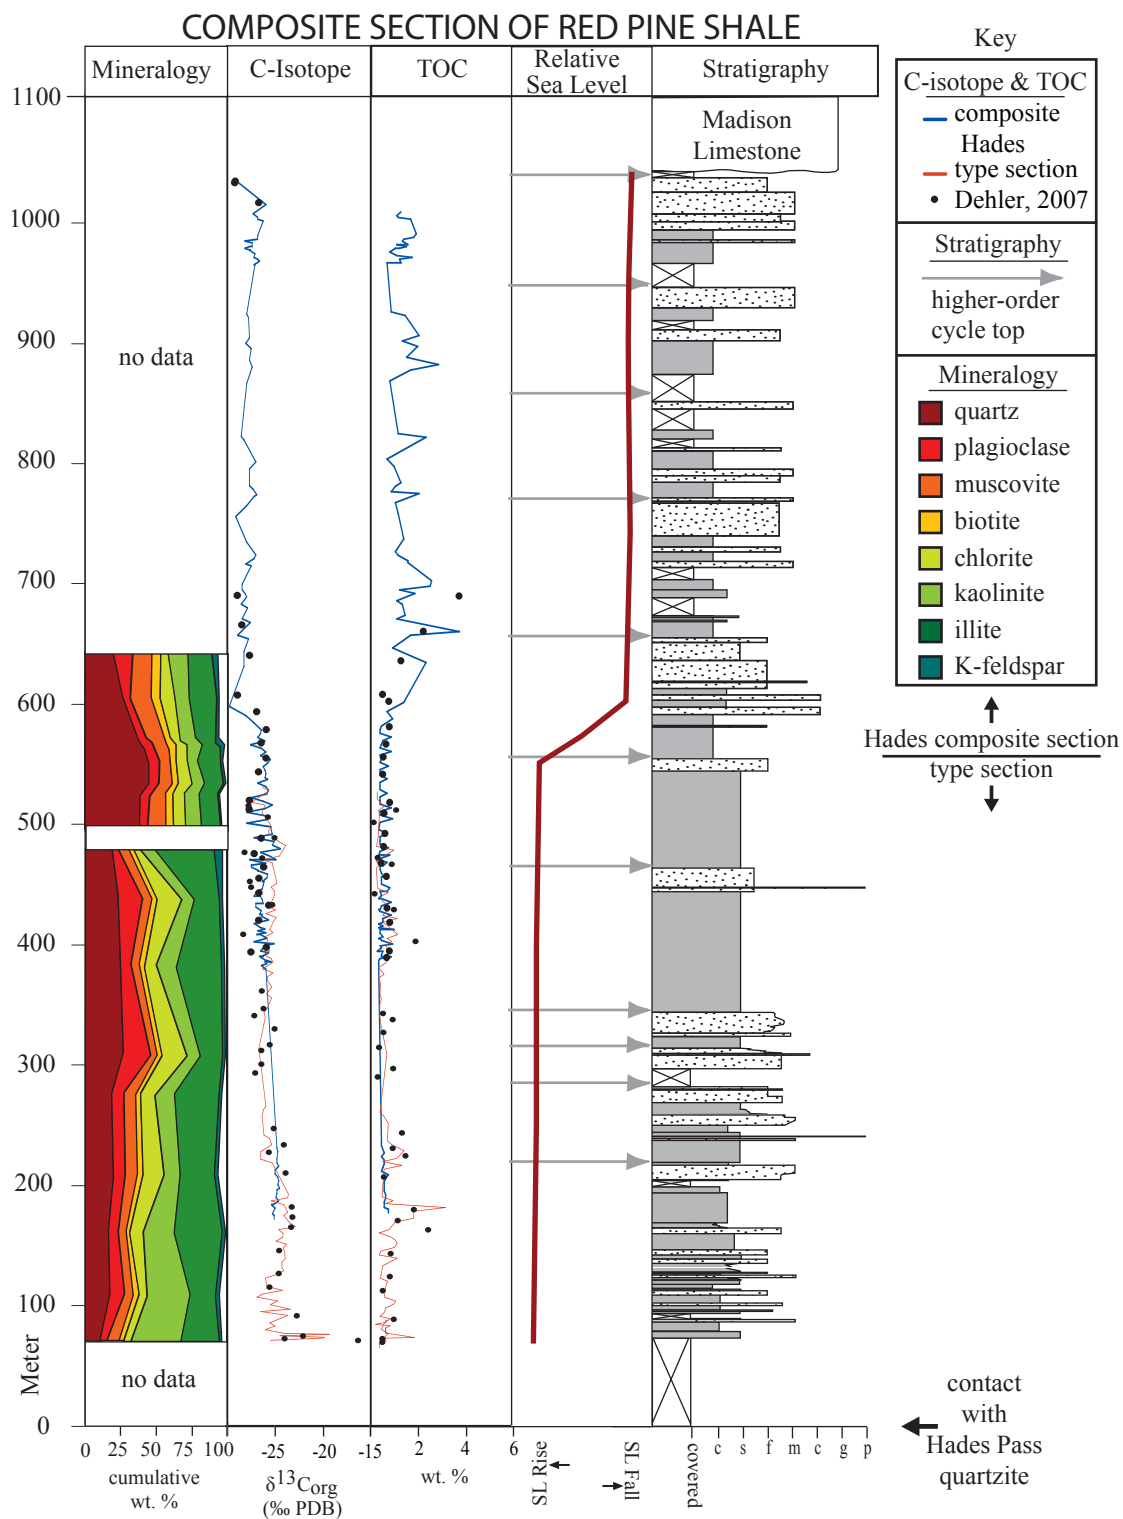 COMPOSITE SECTION OF RED PINE SHALE
Mineralogy
C-Isotope
TOC
Relative
Sea Level
Stratigraphy
1100
1000
900
800
700
600
500
400
300
200
100
0
Meter
no data
no data
Madison
Limestone
0 25 50 75 100
cumulative
wt. %
-25 -20 -15
δ13Corg
(‰ PDB)
2 4 6
wt. %
SL Rise
SL Fall
covered
c s f m c g p
Key
C-isotope & TOC
composite
Hades
type section
Dehler, 2007
Stratigraphy
higher-order
cycle top
Mineralogy
quartz
plagioclase
muscovite
biotite
chlorite
kaolinite
illite
K-feldspar
Hades composite section
type section
contact
with
Hades Pass
quartzite